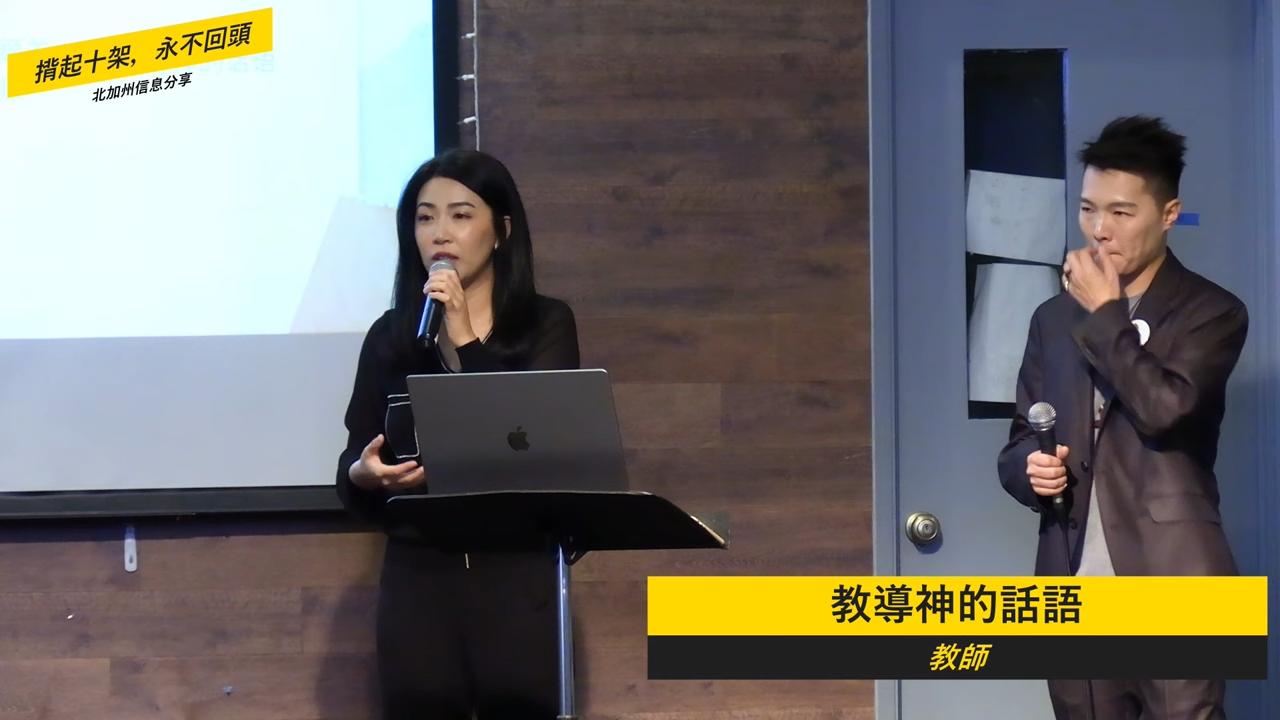 揹起十架，永不回頭
北加州信息分享
教導神的話語
教師